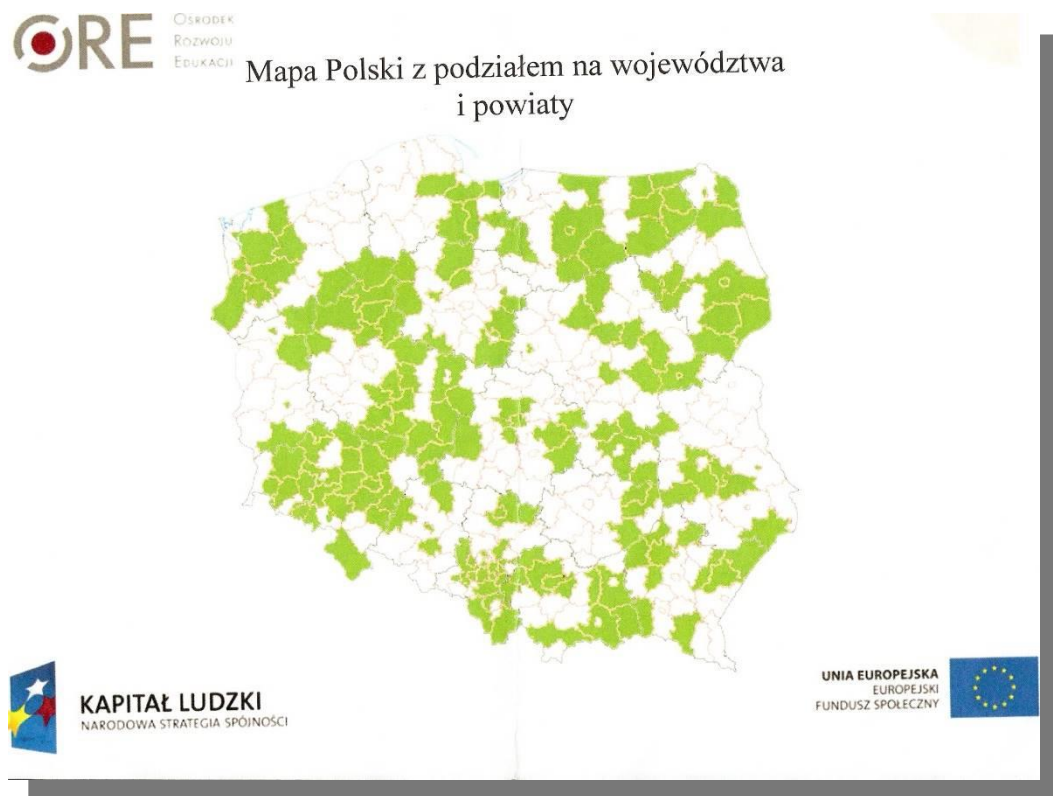 ORE
OŚRODEK
ROZWOJU
EDUKACJI
Mapa Polski z podziałem na województwa
i powiaty
KAPITAŁ LUDZKI
NARODOWA STRATEGIA SPÓJNOŚCI
UNIA EUROPEJSKA
EUROPEJSKI
FUNDUSZ SPOŁECZNY